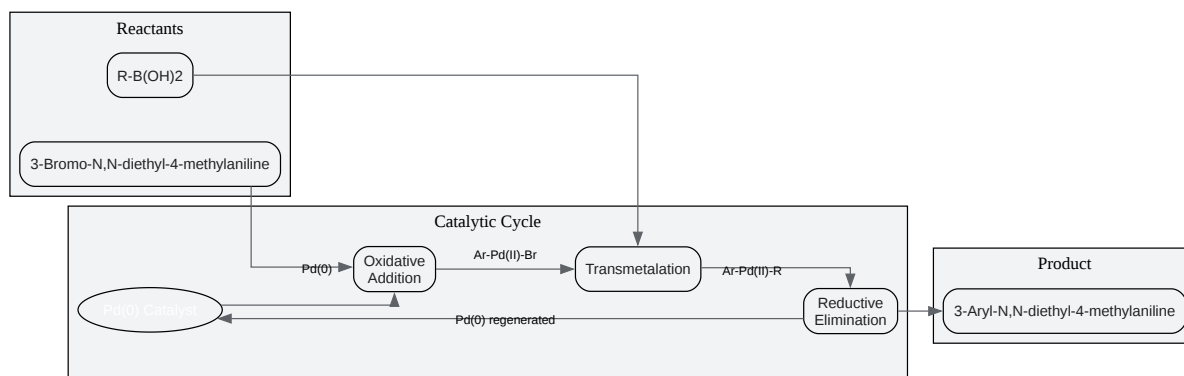 Reactants
R-B(OH)2
3-Bromo-N,N-diethyl-4-methylaniline
Catalytic Cycle
Pd(0)
Oxidative
Addition
Ar-Pd(II)-Br
Transmetalation
Ar-Pd(II)-R
Pd(0) Catalyst
Pd(0) regenerated
Reductive
Elimination
Product
3-Aryl-N,N-diethyl-4-methylaniline